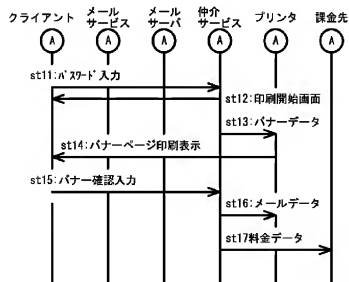 クライアント メール サービス メール サーバ 仲介 サービス プリンタ 課金先
A A A A A A
st11:パスワード入力
st12:印刷開始画面
st13:バナーデータ
st14:バナーページ印刷表示
st15:バナー確認入力
st16:メールデータ
st17料金データ